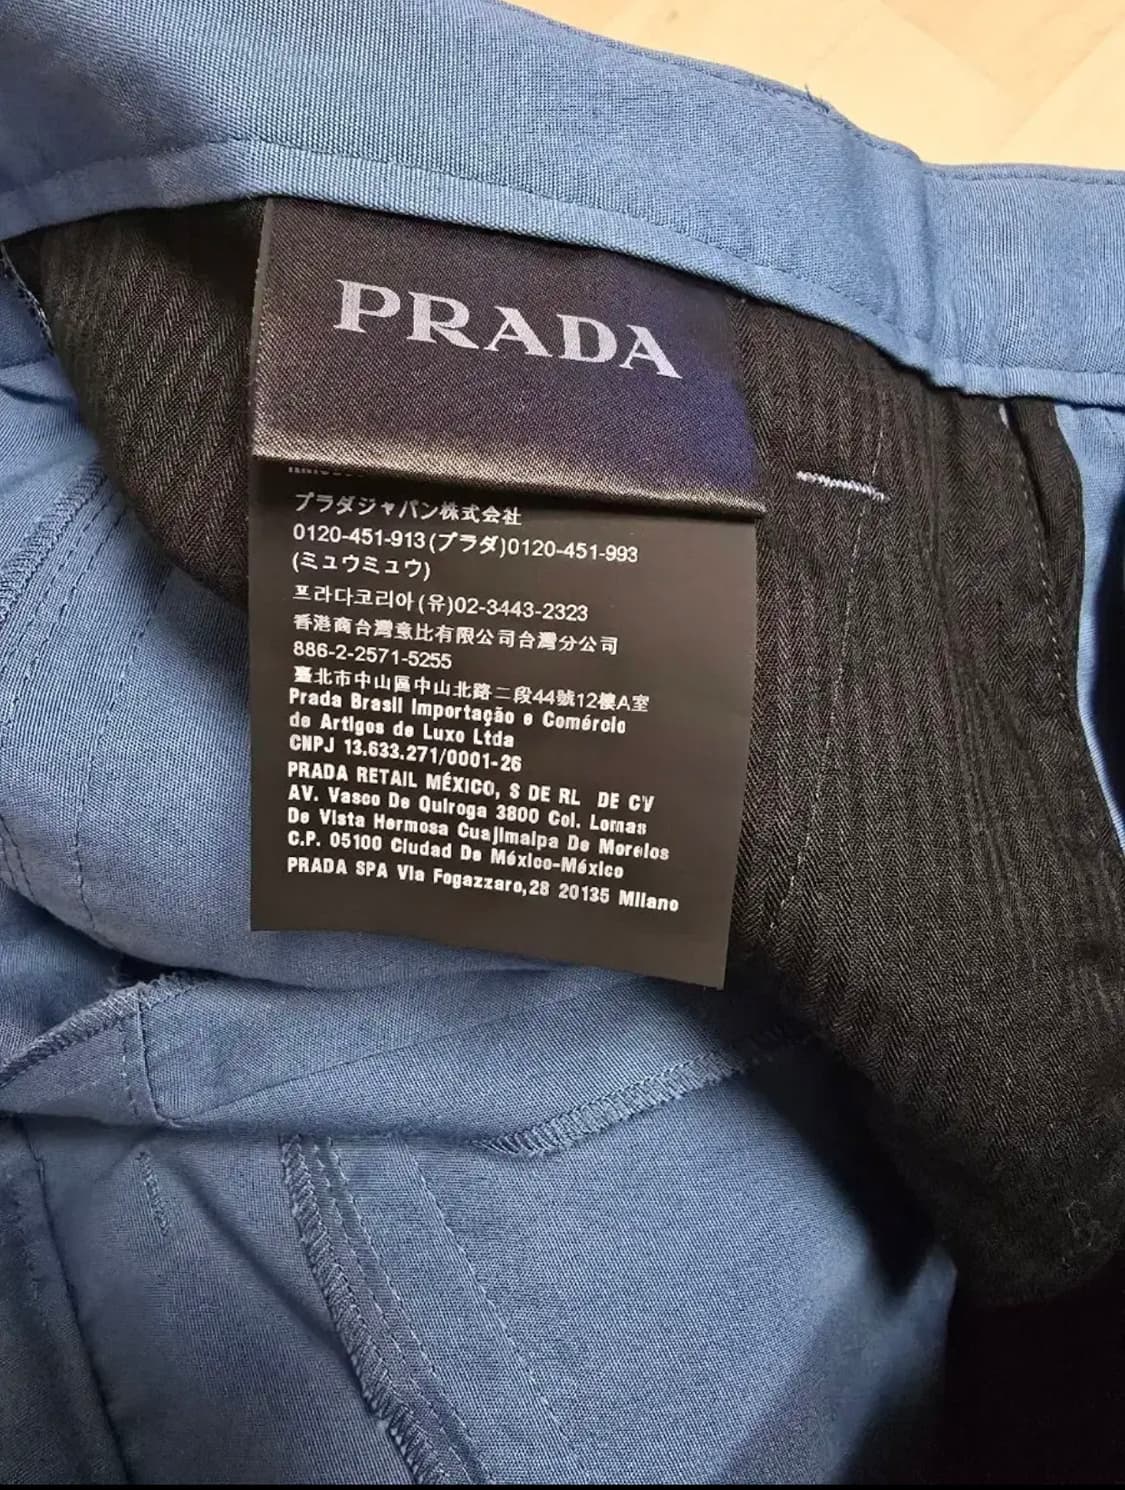 PRADA
プラダジャパン株式会社
0120-451-913(プラダ)0120-451-993
(ミュウミュウ)
프라다코리아(유)02-3443-2323
香港商台灣意比有限公司台灣分公司
886-2-2571-5255
臺北市中山區中山北路二段44號12樓A室
Prada Brasil Importação e Comércio
de Artigos de Luxo Ltda
CNPJ 13.633.271/0001-26
PRADA RETAIL MÉXICO, S DE RL DE CV
AV. Vasco De Quiroga 3800 Col. Lomas
De Vista Hermosa Cuajimalpa De Morelos
C.P. 05100 Ciudad De México-México
PRADA SPA Via Fogazzaro,28 20135 Milano